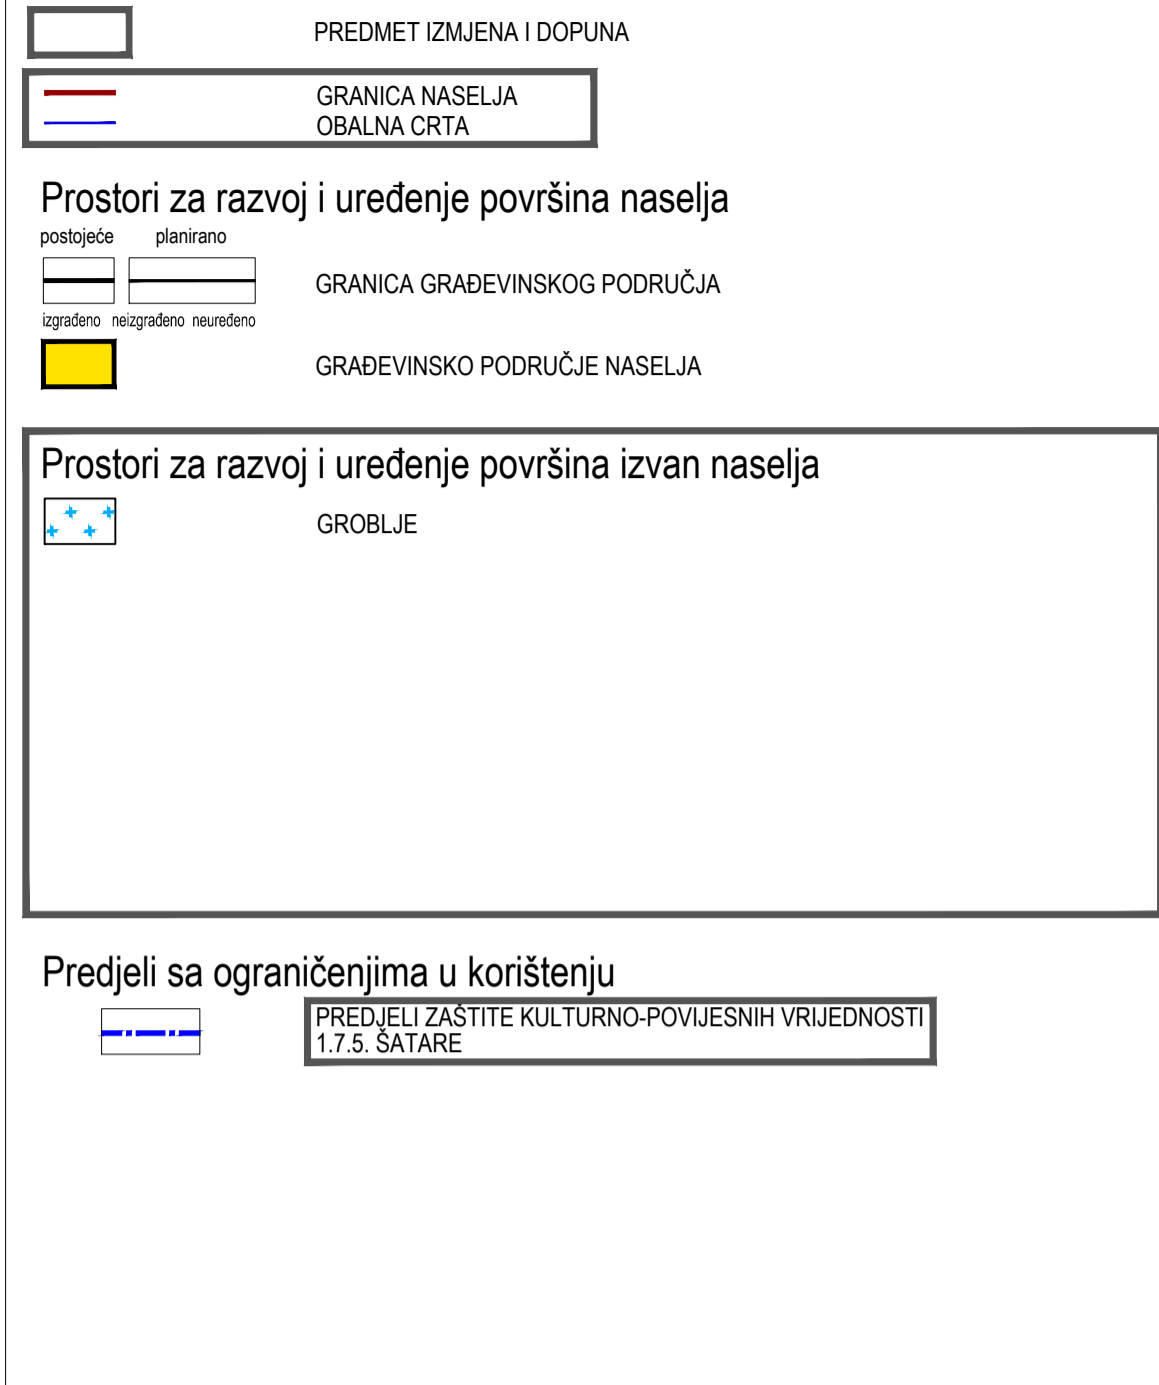 PREDMET IZMJENA I DOPUNA
GRANICA NASELJA
OBALNA CRTA
Prostori za razvoj i uređenje površina naselja
postojeće planirano
GRANICA GRAĐEVINSKOG PODRUČJA
izgrađeno neizgrađeno neuređeno
GRAĐEVINSKO PODRUČJE NASELJA
Prostori za razvoj i uređenje površina izvan naselja
GROBLJE
Predjeli sa ograničenjima u korištenju
PREDJELI ZAŠTITE KULTURNO-POVIJESNIH VRIJEDNOSTI
1.7.5. ŠATARE